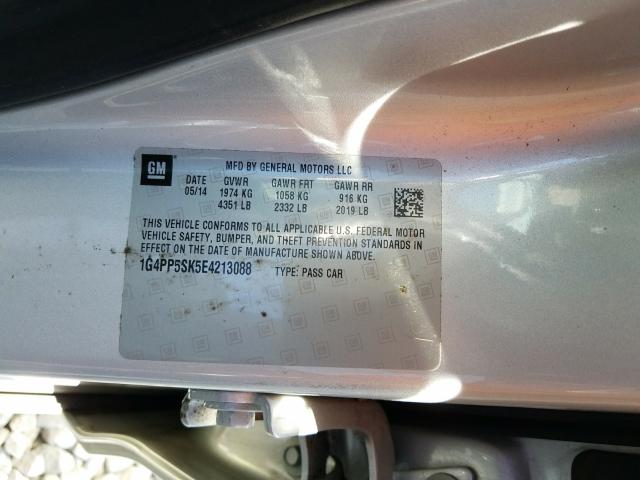 GM
MFD BY GENERAL MOTORS LLC
DATE GVWR GAWR FRT GAWR RR
05/14 1974 KG 1058 KG 916 KG
4351 LB 2332 LB 2019 LB
THIS VEHICLE CONFORMS TO ALL APPLICABLE U.S. FEDERAL MOTOR
VEHICLE SAFETY, BUMPER, AND THEFT PREVENTION STANDARDS IN
EFFECT ON THE DATE OF MANUFACTURE SHOWN ABOVE.
1G4PP5SK5E4213088 TYPE: PASS CAR